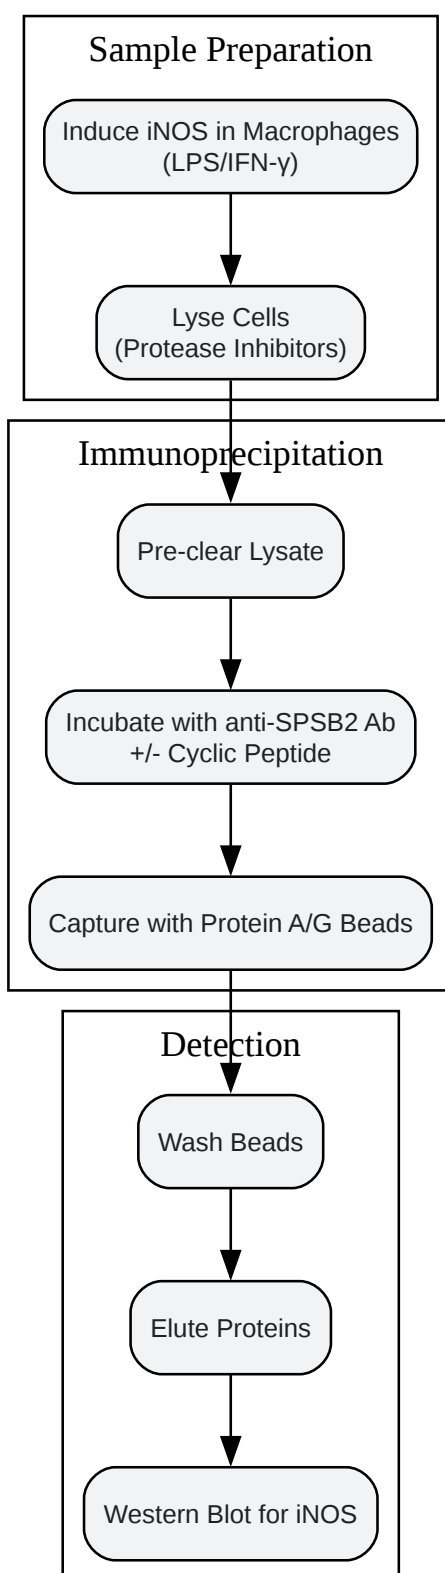 Sample Preparation
Induce iNOS in Macrophages
(LPS/IFN-γ)
Lyse Cells
(Protease Inhibitors)
Immunoprecipitation
Pre-clear Lysate
Incubate with anti-SPSB2 Ab
+/- Cyclic Peptide
Capture with Protein A/G Beads
Detection
Wash Beads
Elute Proteins
Western Blot for iNOS